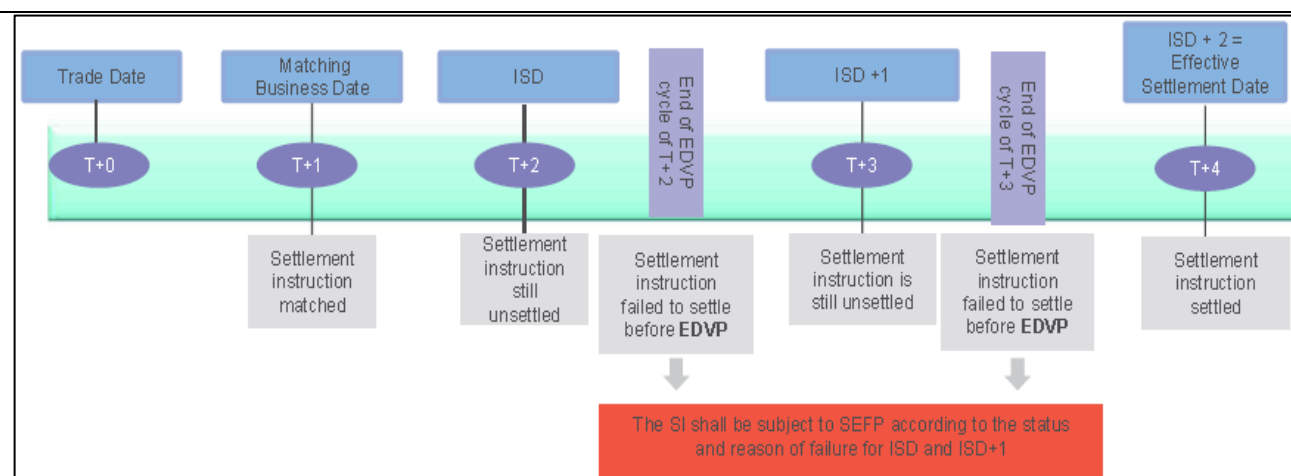 Trade Date
Matching
Business Date
ISD
End of EDVP
cycle of T+2
ISD +1
End of EDVP
cycle of T+3
ISD + 2 =
Effective
Settlement Date
T+0
T+1
T+2
T+3
T+4
Settlement
instruction
matched
Settlement
instruction
still
unsettled
Settlement
instruction
failed to settle
before EDVP
Settlement
instruction is
still unsettled
Settlement
instruction
failed to settle
before EDVP
Settlement
instruction
settled
The SI shall be subject to SEFP according to the status
and reason of failure for ISD and ISD+1